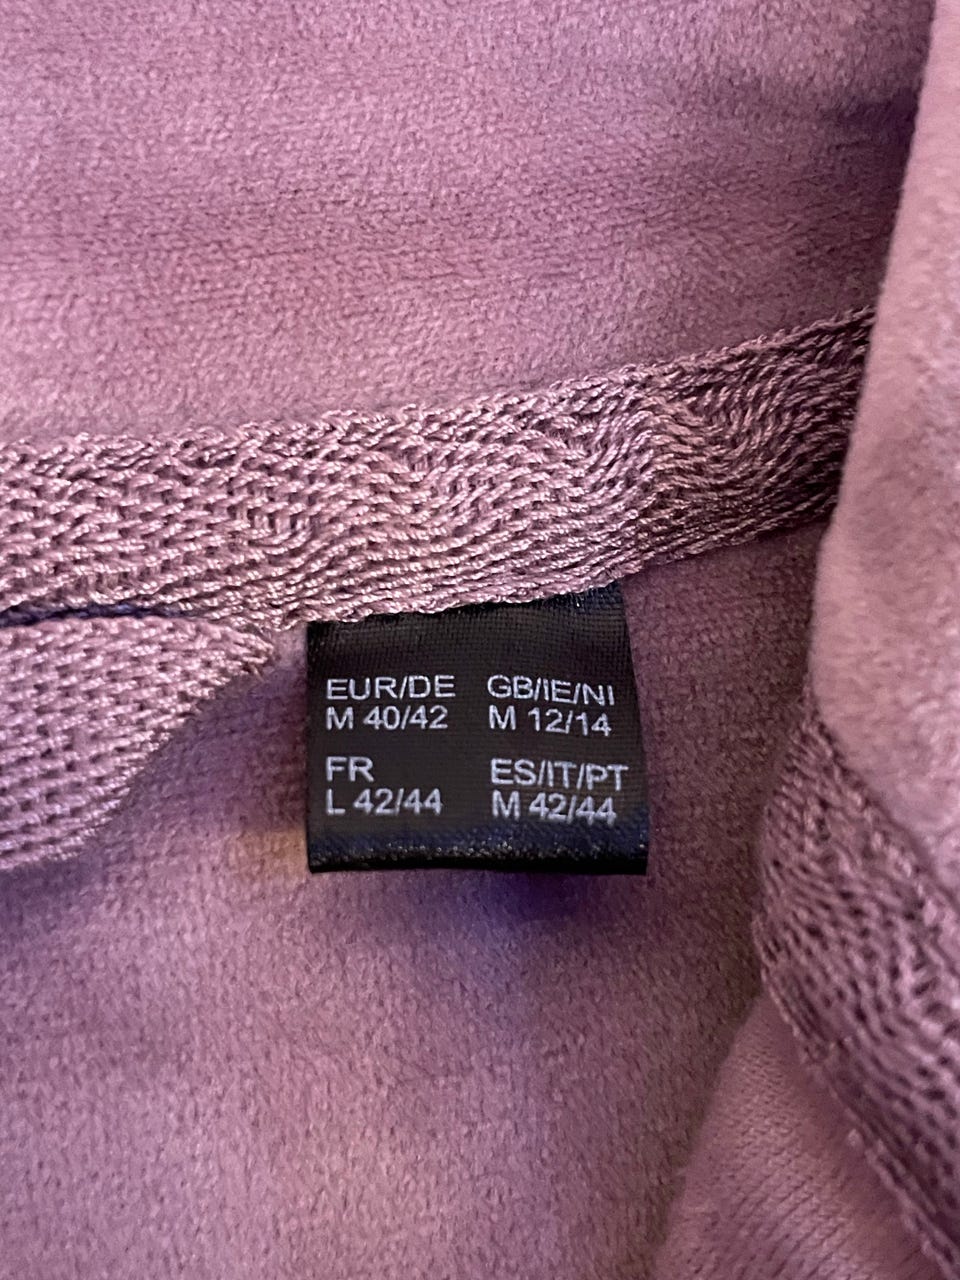 EUR/DE GB/IE/NI
M 40/42 M 12/14
FR ES/IT/PT
L 42/44 M 42/44